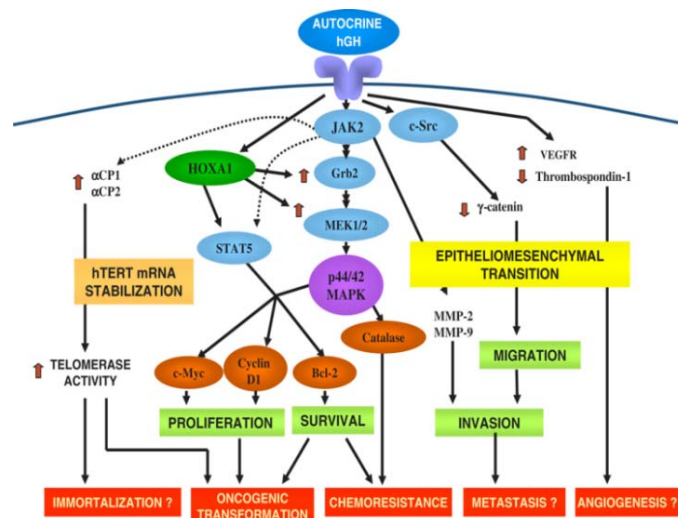 AUTOCRINE
hGH
JAK2
c-Src
HOXA1
Grb2
VEGFR
Thrombospondin-1
αCP1
αCP2
γ-catenin
MEK1/2
STAT5
EPITHELIOMESENCHYMAL
TRANSITION
hTERT mRNA
STABILIZATION
p44/42
MAPK
MMP-2
MMP-9
Catalase
MIGRATION
TELOMERASE
ACTIVITY
c-Myc
Cyclin
D1
Bcl-2
PROLIFERATION
SURVIVAL
INVASION
IMMORTALIZATION ?
ONCOGENIC
TRANSFORMATION
CHEMORESISTANCE
METASTASIS ?
ANGIOGENESIS ?